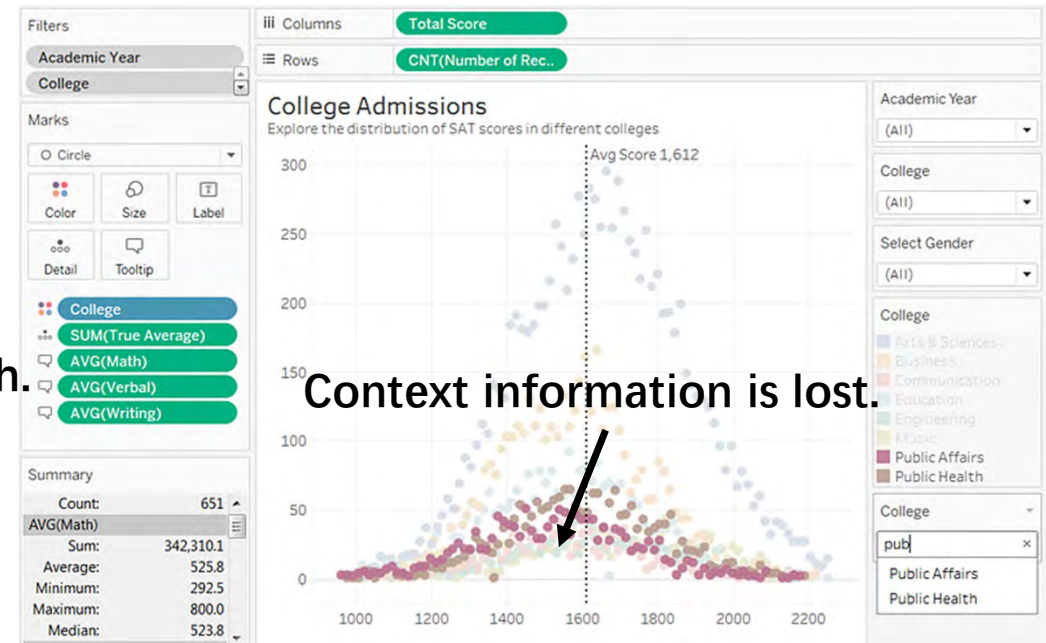 Filters
Academic Year
College
Marks
Circle
Color
Size
Label
Detail
Tooltip
College
SUM(True Average)
AVG(Math)
AVG(Verbal)
AVG(Writing)
Summary
Count: 651
AVG(Math)
Sum: 342,310.1
Average: 525.8
Minimum: 292.5
Maximum: 800.0
Median: 523.8
h.
iii Columns
Total Score
Rows
CNT(Number of Rec..
College Admissions
Explore the distribution of SAT scores in different colleges
Avg Score 1,612
300
250
200
150
100
50
0
1000 1200 1400 1600 1800 2000 2200
Context information is lost.
Academic Year
(All)
College
(All)
Select Gender
(All)
College
Arts & Sciences
Business
Communication
Education
Engineering
Music
Public Affairs
Public Health
College
pub
Public Affairs
Public Health